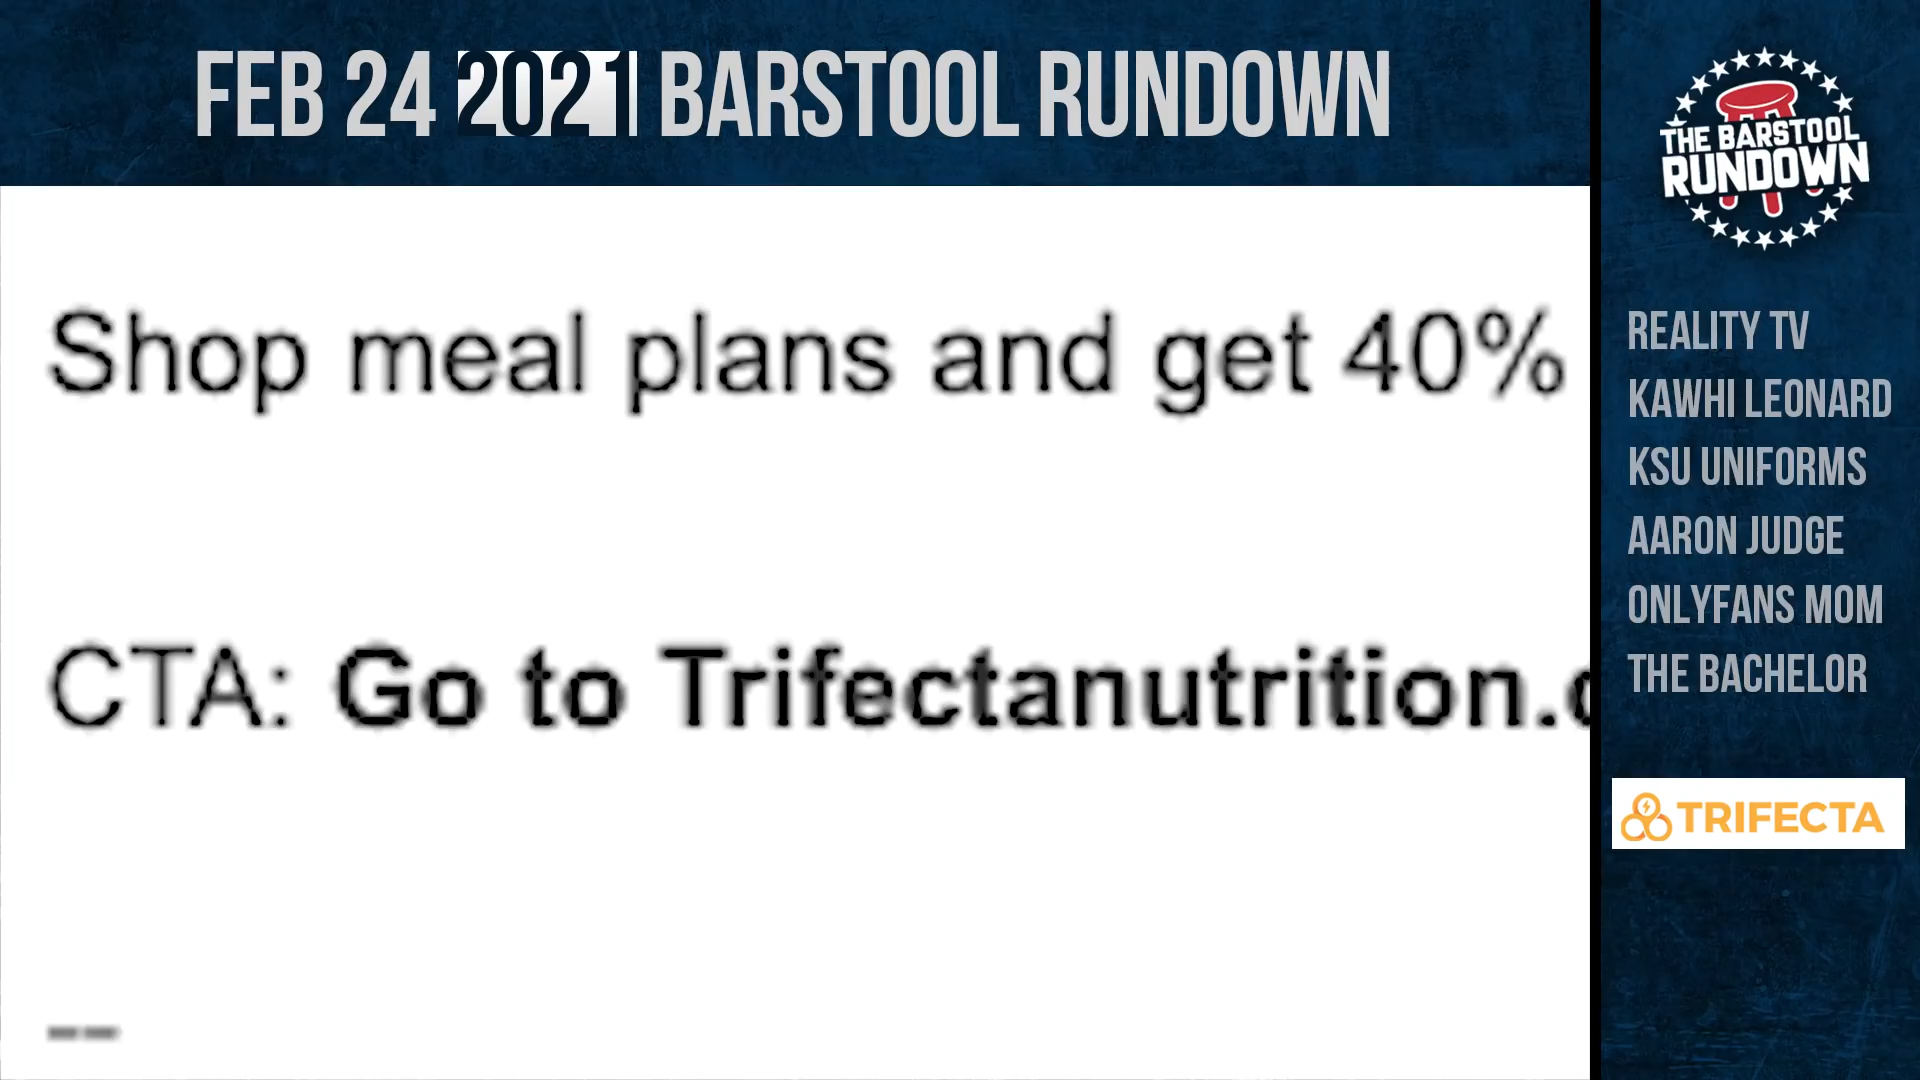 FEB 24 2021 BARSTOOL RUNDOWN
THE BARSTOOL
RUNDOWN
Shop meal plans and get 40%
CTA: Go to Trifectanutrition.
--
REALITY TV
KAWHI LEONARD
KSU UNIFORMS
AARON JUDGE
ONLYFANS MOM
THE BACHELOR
TRIFECTA